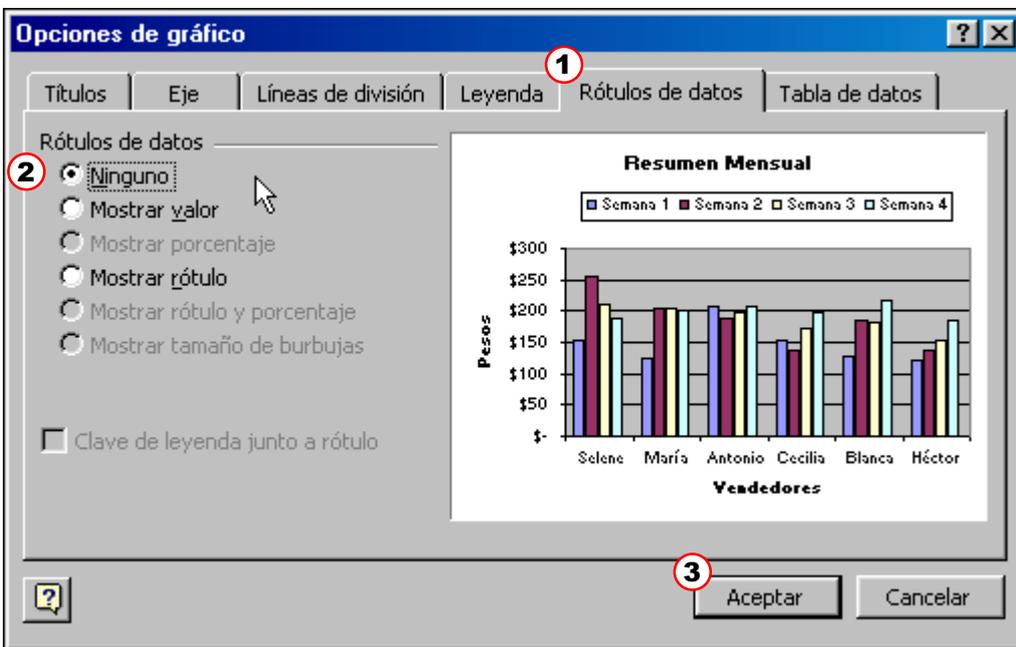 Opciones de gráfico
1
Títulos Eje Líneas de división Leyenda Rótulos de datos Tabla de datos
Rótulos de datos
2
Ninguno
Mostrar valor
Mostrar porcentaje
Mostrar rótulo
Mostrar rótulo y porcentaje
Mostrar tamaño de burbujas
Clave de leyenda junto a rótulo
Resumen Mensual
Semana 1 Semana 2 Semana 3 Semana 4
$300
$250
$200
$150
$100
$50
$-
Pesos
Selene María Antonio Cecilia Blanca Héctor
Vendedores
3
Aceptar Cancelar